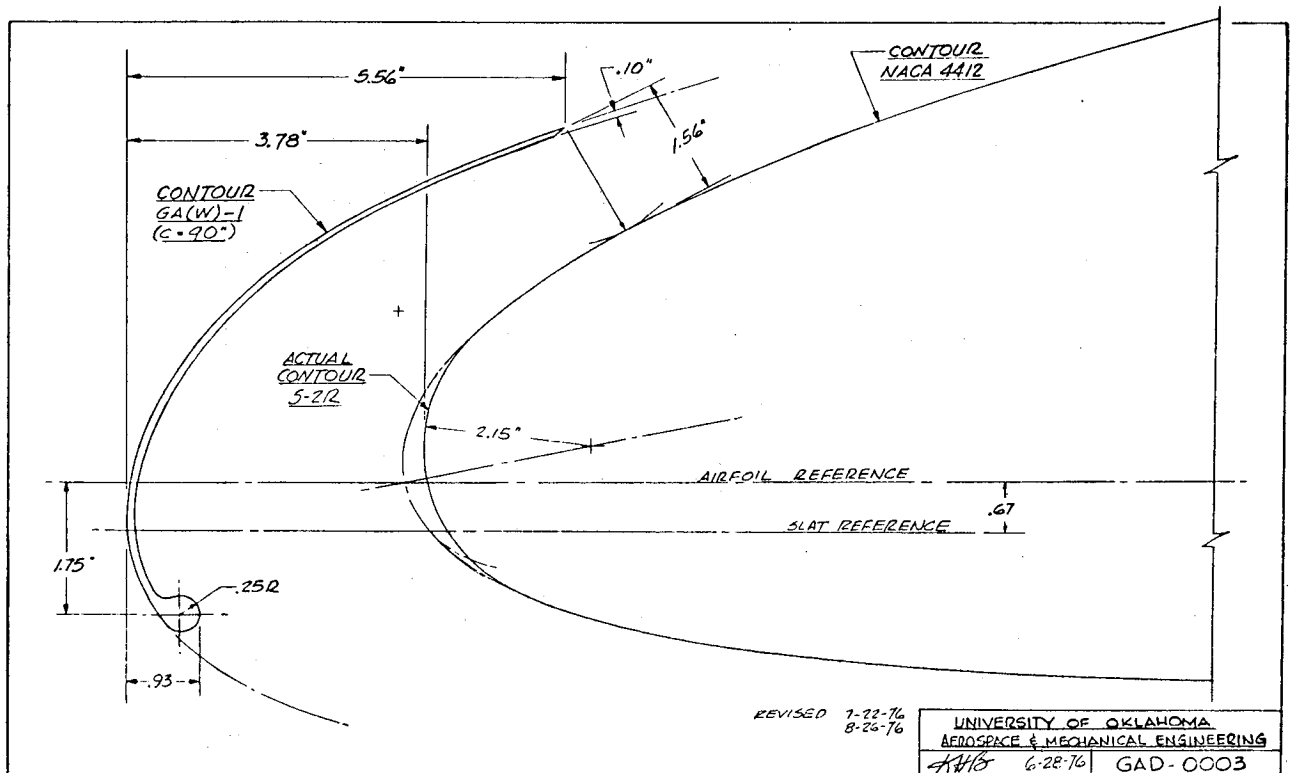 5.56"
.10"
CONTOUR
NACA 4412
3.78"
1.56"
CONTOUR
GA(W)-1
(C=90")
ACTUAL
CONTOUR
S-2R
2.15"
AIRFOIL REFERENCE
.67
SLAT REFERENCE
1.75"
.25R
.93
REVISED 7-22-76
8-26-76
UNIVERSITY OF OKLAHOMA
AEROSPACE & MECHANICAL ENGINEERING
6-28-76 GAD-0003